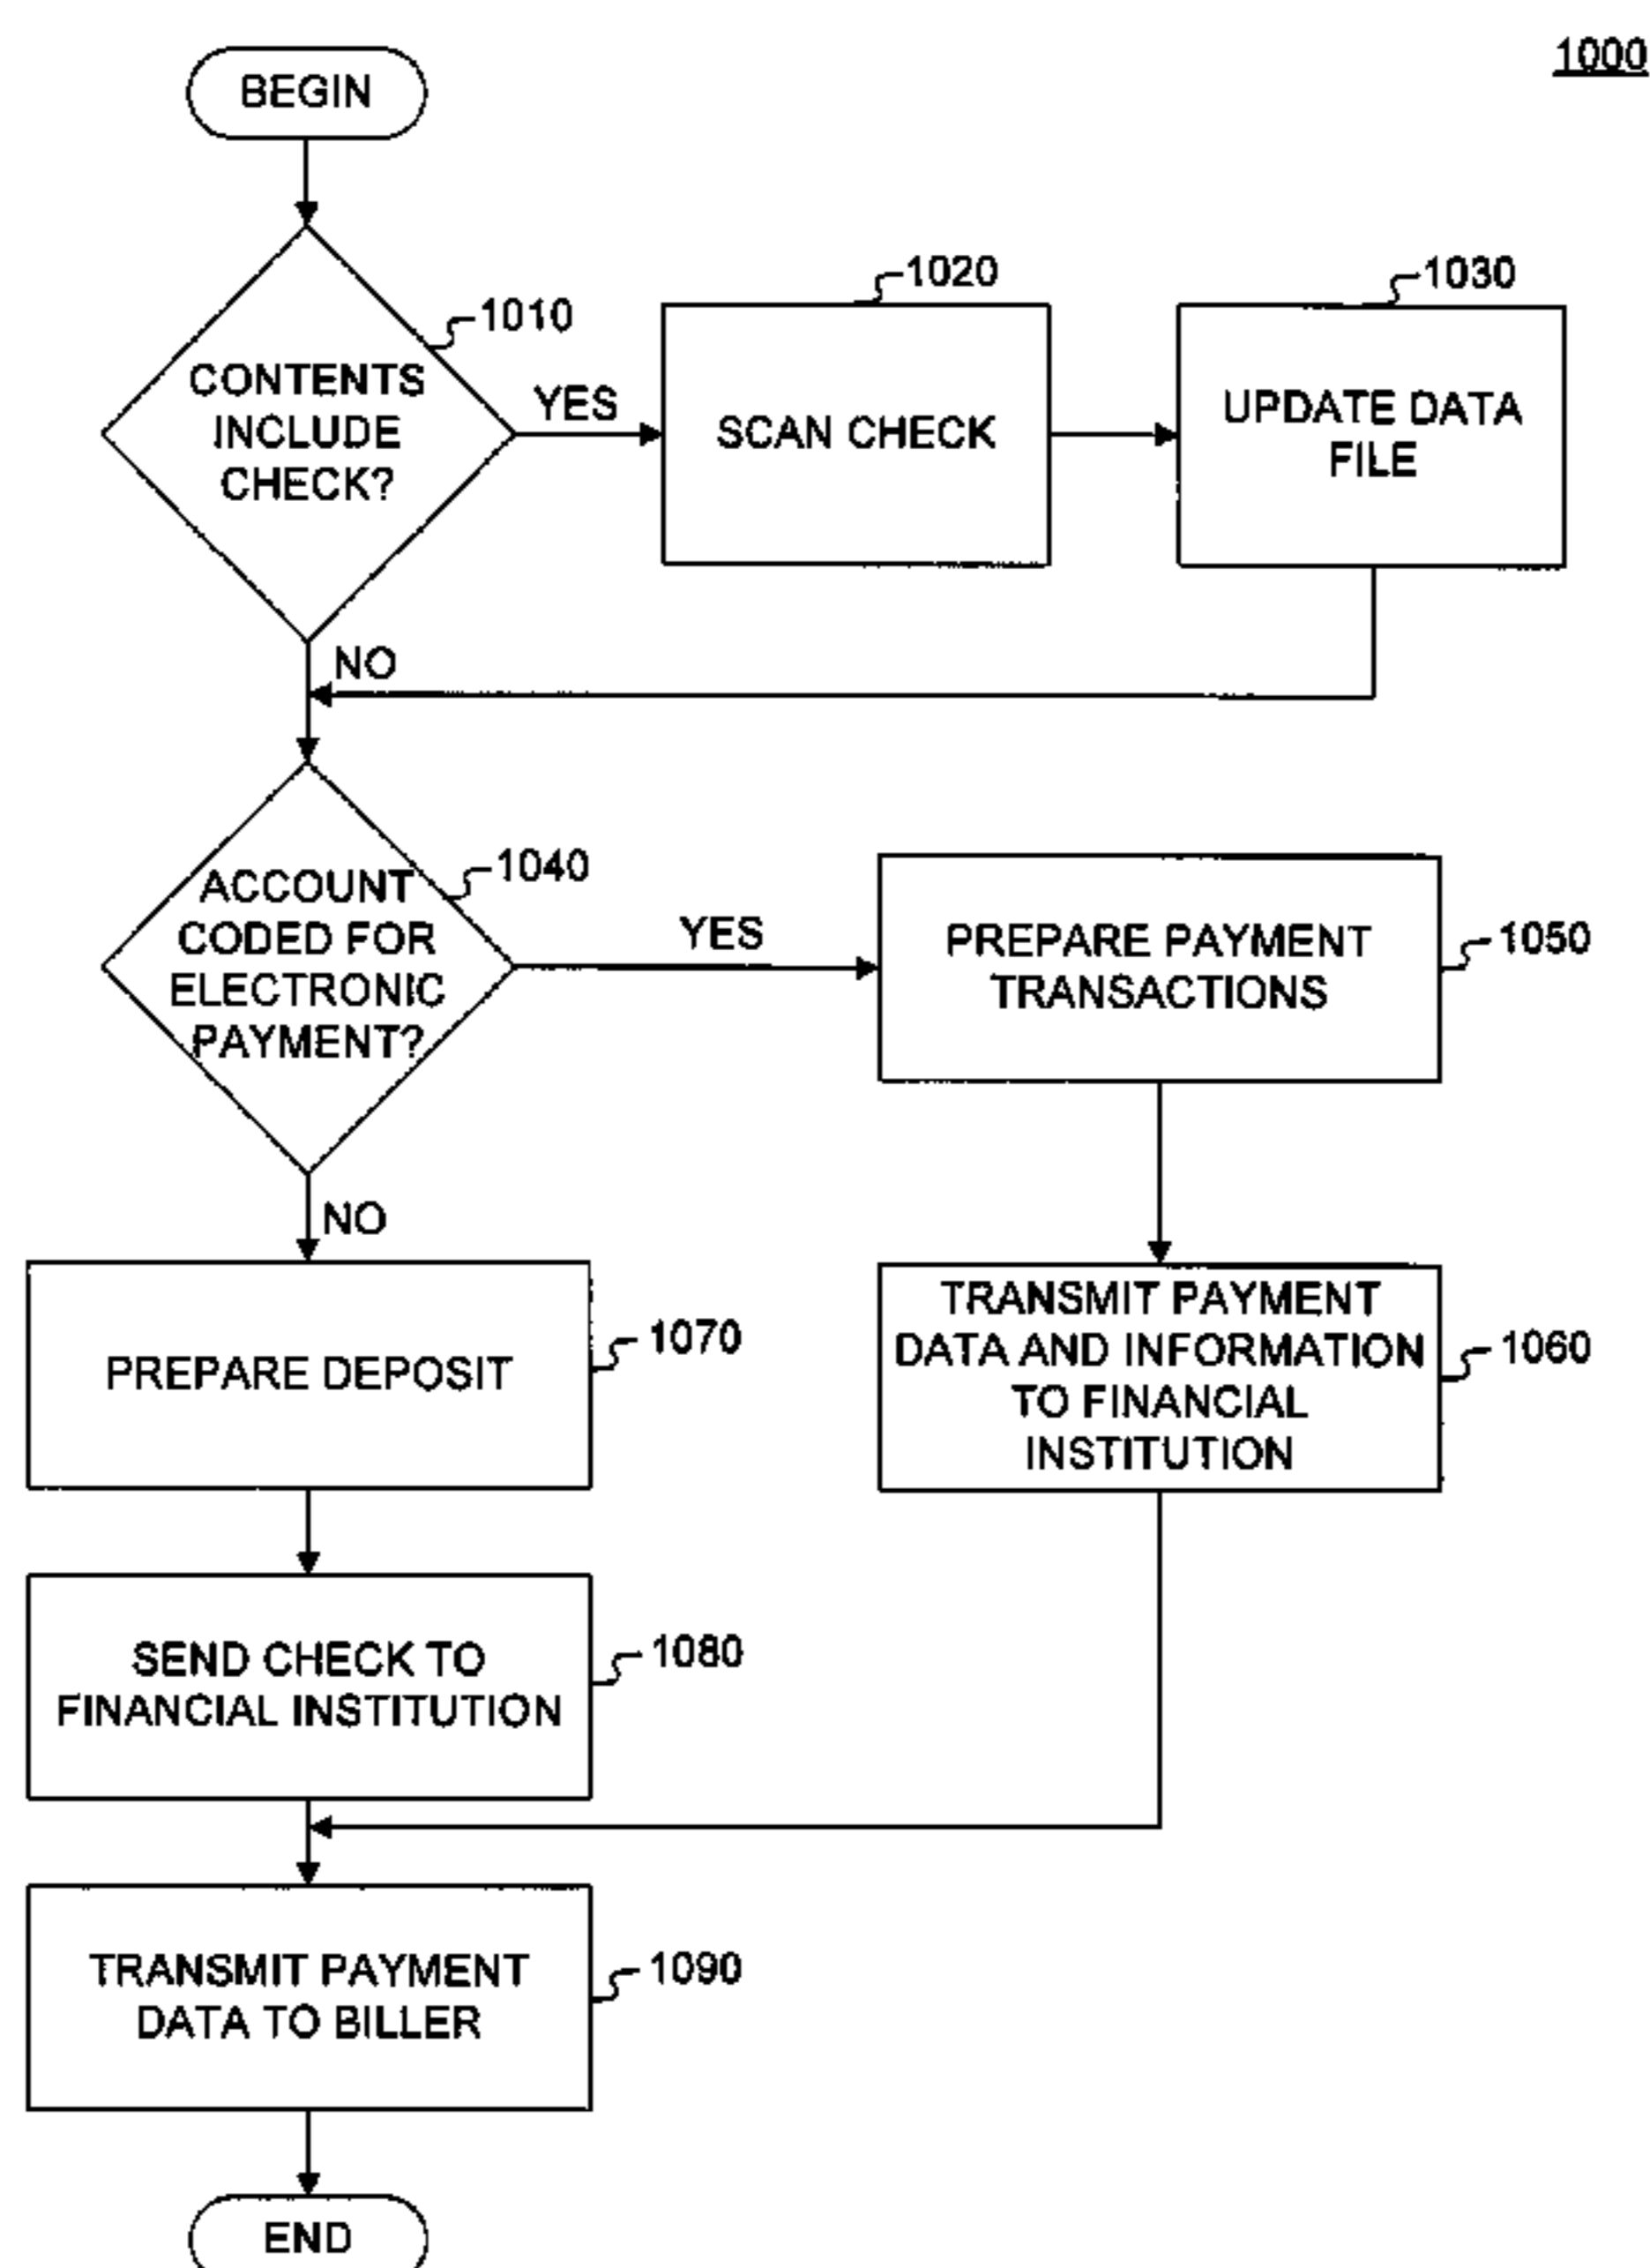 1000
BEGIN
1010
CONTENTS
INCLUDE
CHECK?
YES
1020
SCAN CHECK
1030
UPDATE DATA
FILE
NO
1040
ACCOUNT
CODED FOR
ELECTRONIC
PAYMENT?
YES
PREPARE PAYMENT
TRANSACTIONS
1050
NO
TRANSMIT PAYMENT
DATA AND INFORMATION
TO FINANCIAL
INSTITUTION
1060
PREPARE DEPOSIT
1070
SEND CHECK TO
FINANCIAL INSTITUTION
1080
TRANSMIT PAYMENT
DATA TO BILLER
1090
END